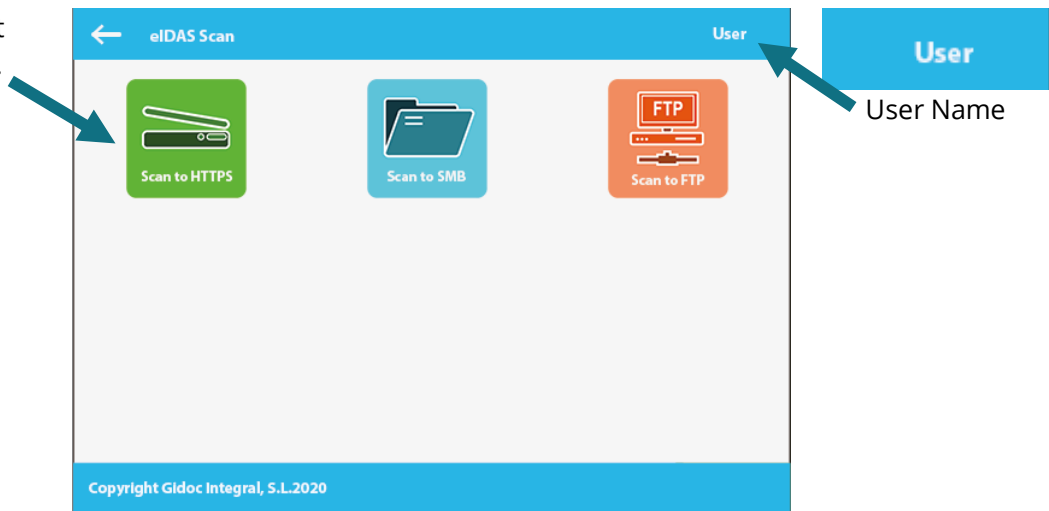 eIDAS Scan
User
User
User Name
FTP
Scan to HTTPS
Scan to SMB
Scan to FTP
Copyright Gidoc Integral, S.L.2020